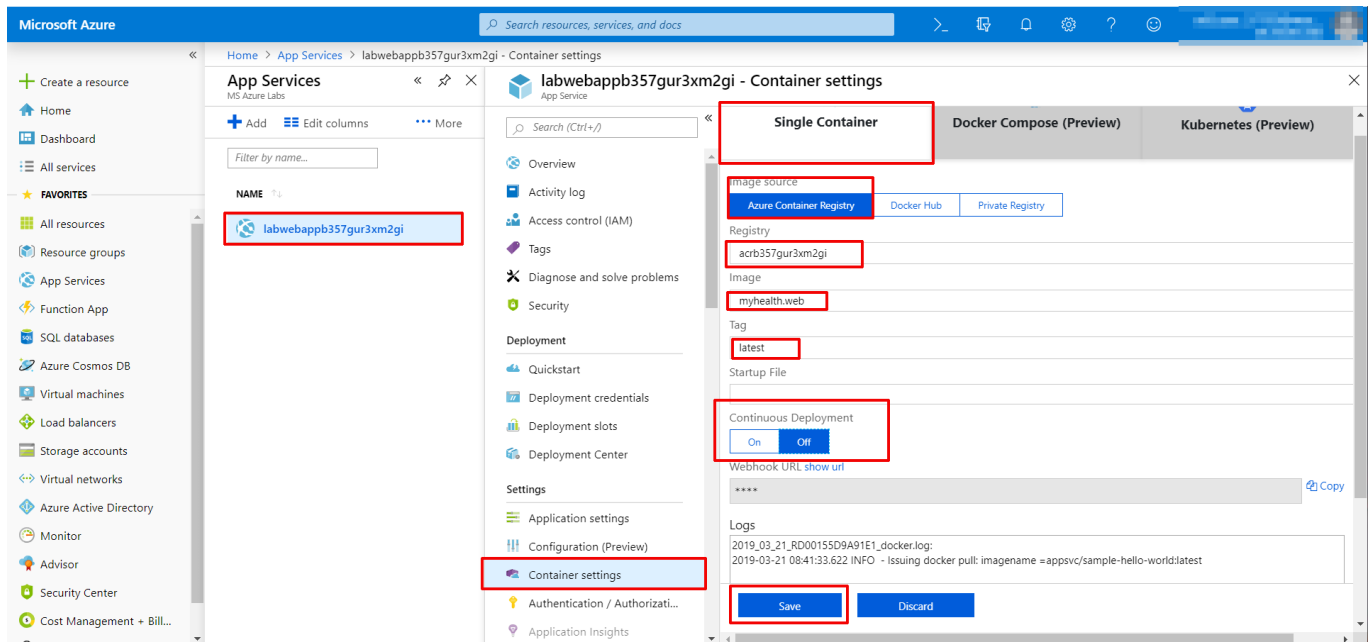 Microsoft Azure
Search resources, services, and docs
Home > App Services > labwebappb357gur3xm2gi - Container settings
Create a resource
Home
Dashboard
All services
FAVORITES
All resources
Resource groups
App Services
Function App
SQL databases
Azure Cosmos DB
Virtual machines
Load balancers
Storage accounts
Virtual networks
Azure Active Directory
Monitor
Advisor
Security Center
Cost Management + Bill...
App Services
MS Azure Labs
Add Edit columns ··· More
Filter by name...
NAME
labwebappb357gur3xm2gi
labwebappb357gur3xm2gi - Container settings
App Service
Search (Ctrl+/)
Overview
Activity log
Access control (IAM)
Tags
Diagnose and solve problems
Security
Deployment
Quickstart
Deployment credentials
Deployment slots
Deployment Center
Settings
Application settings
Configuration (Preview)
Container settings
Authentication / Authorizati...
Application Insights
Single Container Docker Compose (Preview) Kubernetes (Preview)
Image source
Azure Container Registry Docker Hub Private Registry
Registry
acrb357gur3xm2gi
Image
myhealth.web
Tag
latest
Startup File
Continuous Deployment
On Off
Webhook URL show url
****
Copy
Logs
2019_03_21_RD00155D9A91E1_docker.log:
2019-03-21 08:41:33.622 INFO - Issuing docker pull: imagename =appsvc/sample-hello-world:latest
Save Discard